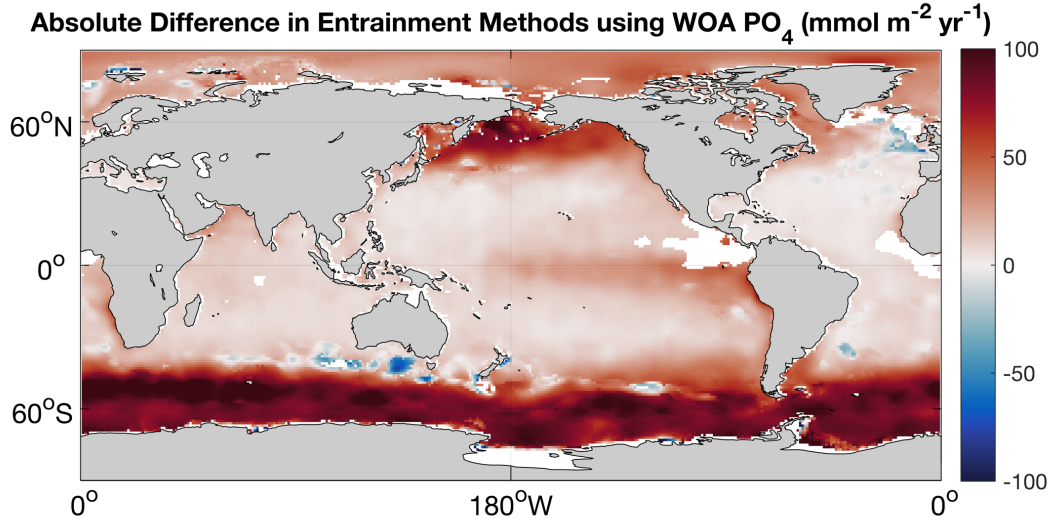 Absolute Difference in Entrainment Methods using WOA PO₄ (mmol m⁻² yr⁻¹)
100
60°N
50
0°
0
-50
60°S
-100
0°
180°W
0°